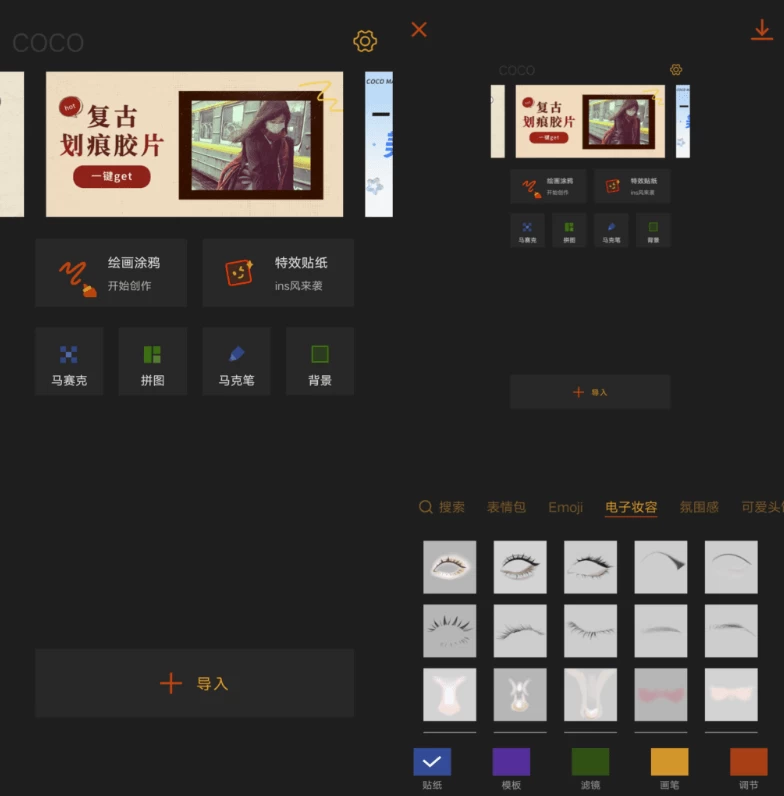 COCO
hot
复古
划痕胶片
一键get
COCO MA
绘画涂鸦
开始创作
特效贴纸
ins风来袭
马赛克
拼图
马克笔
背景
导入
COCO
hot
复古
划痕胶片
一键get
绘画涂鸦
开始创作
特效贴纸
ins风来袭
马赛克
拼图
马克笔
背景
导入
搜索
表情包
Emoji
电子妆容
氛围感
可爱头
贴纸
模板
滤镜
画笔
调节